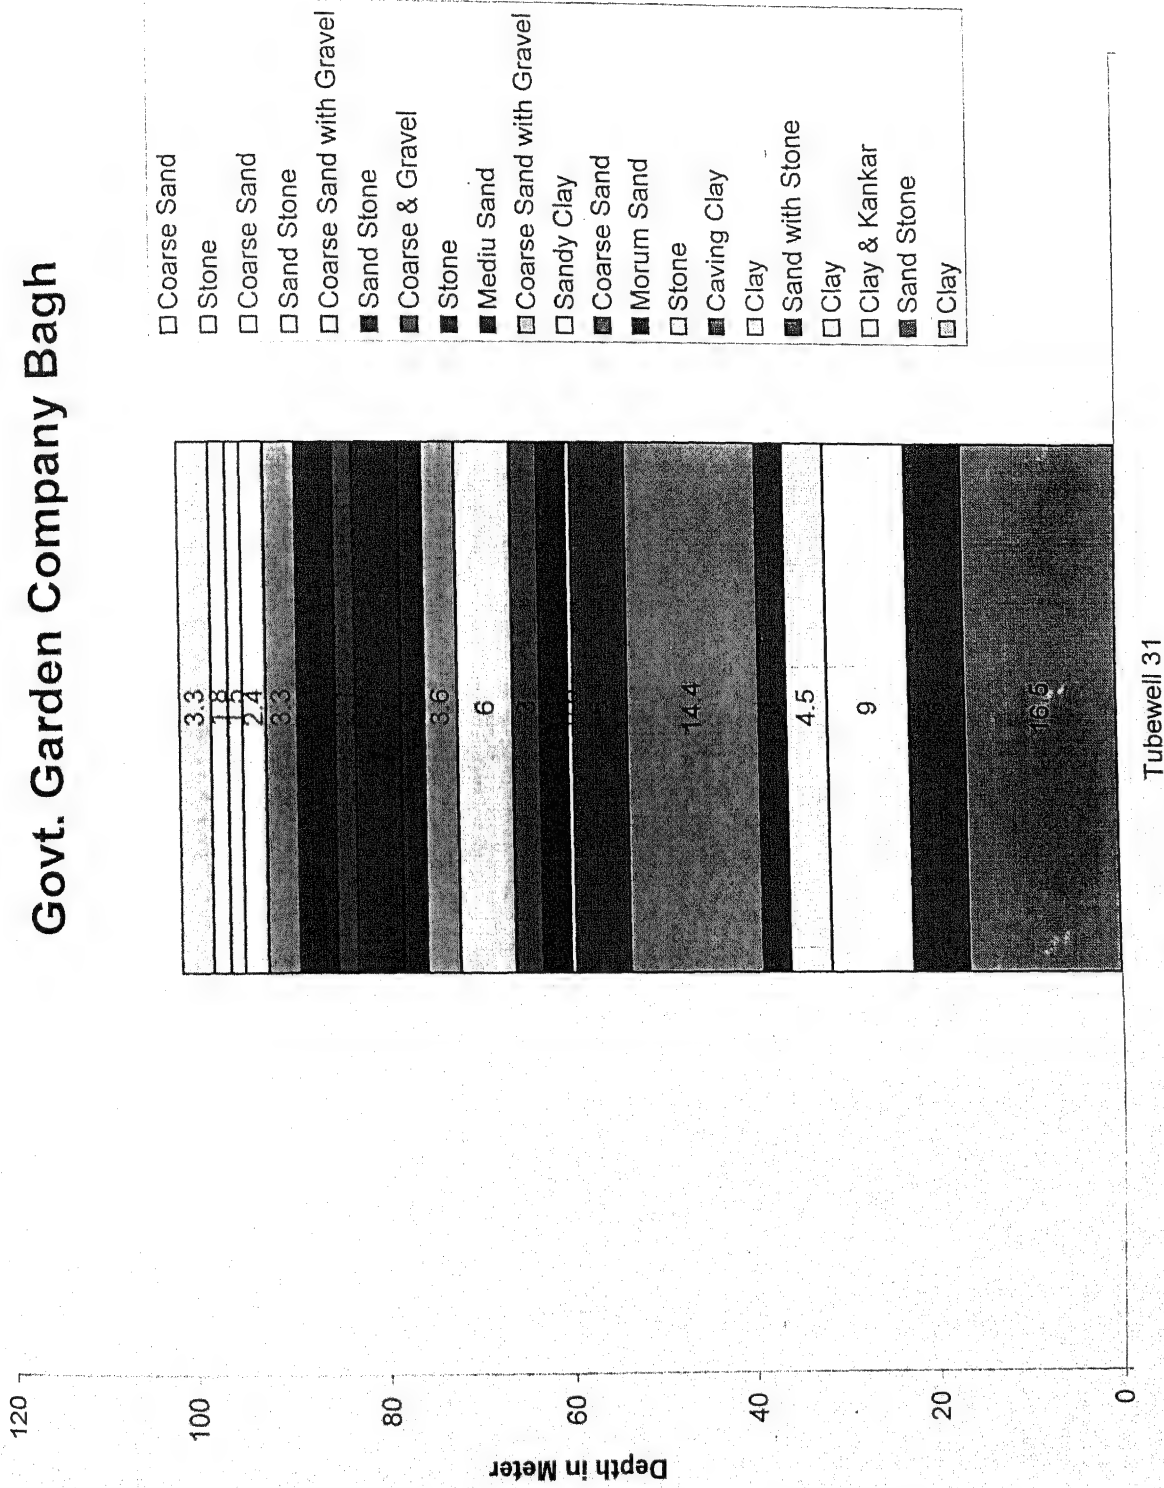 Govt. Garden Company Bagh
Depth in Meter
120
100
80
60
40
20
0
3.3
1.8
1.5
2.4
3.3
3.6
6
3
14.4
4.5
9
16.5
Tubewell 31
Coarse Sand
Stone
Coarse Sand
Sand Stone
Coarse Sand with Gravel
Sand Stone
Coarse & Gravel
Stone
Mediu Sand
Coarse Sand with Gravel
Sandy Clay
Coarse Sand
Morum Sand
Stone
Caving Clay
Clay
Sand with Stone
Clay
Clay & Kankar
Sand Stone
Clay